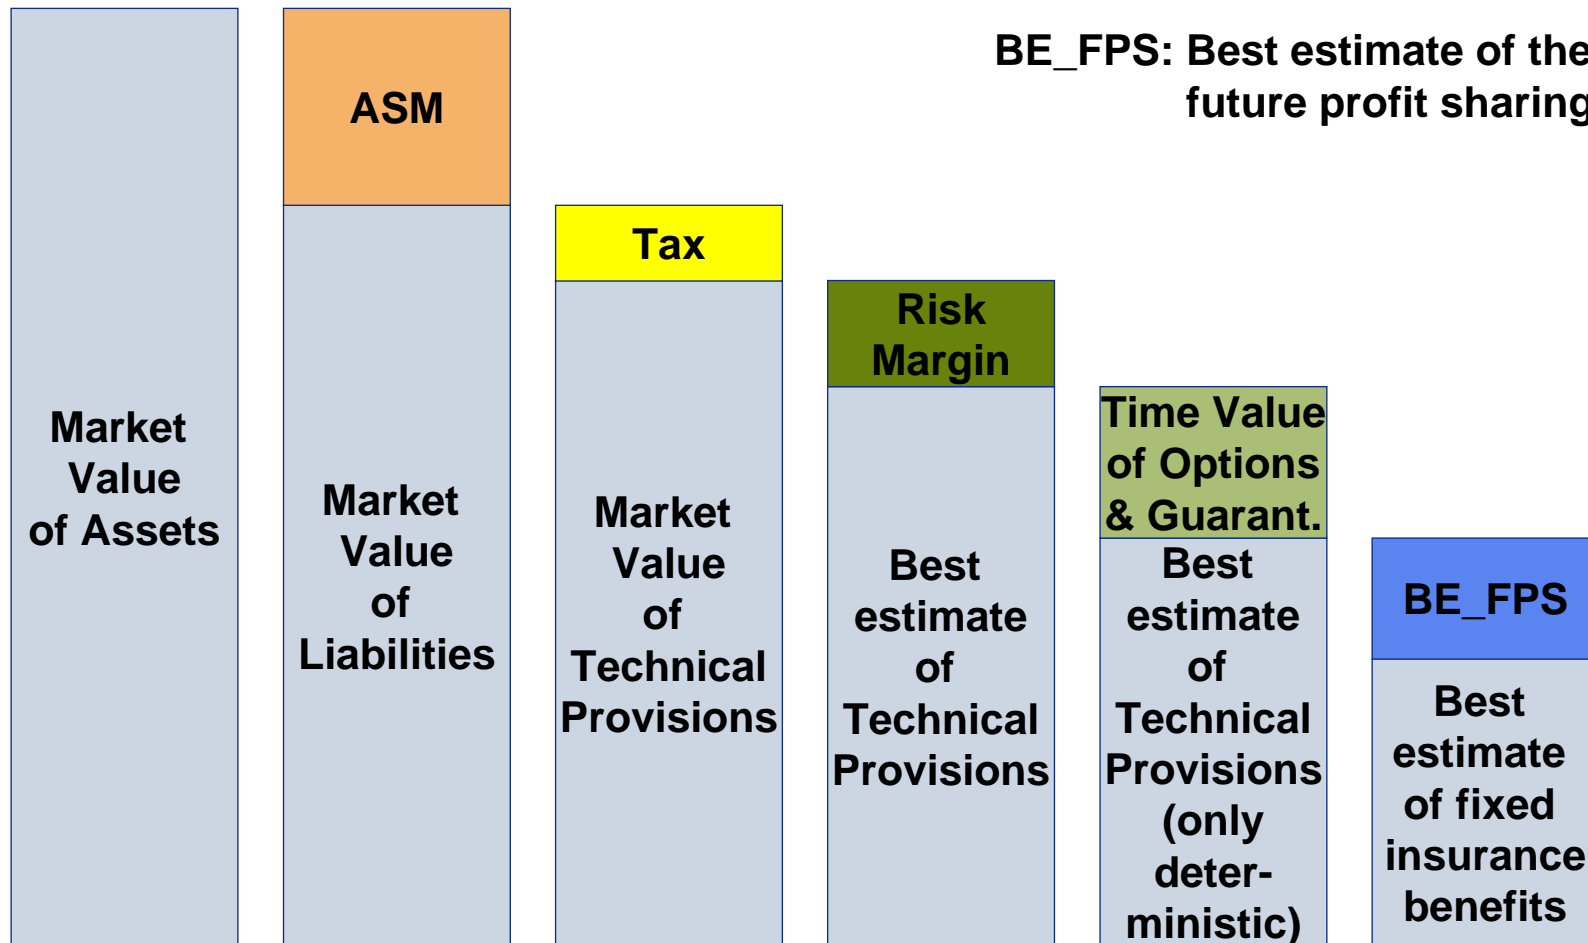 BE_FPS: Best estimate of the
future profit sharing
ASM
Tax
Risk
Margin
Market
Value
of Assets
Market
Value
of
Liabilities
Market
Value
of
Technical
Provisions
Best
estimate
of
Technical
Provisions
Time Value
of Options
& Guarant.
Best
estimate
of
Technical
Provisions
(only
deter-
ministic)
BE_FPS
Best
estimate
of fixed
insurance
benefits